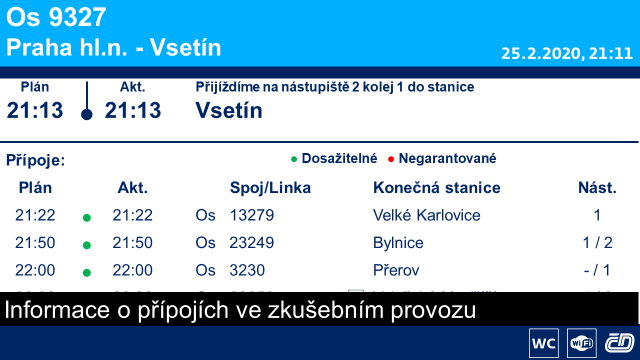 Os 9327
Praha hl.n. - Vsetín
25.2.2020, 21:11
Plán Akt. Přijíždíme na nástupiště 2 kolej 1 do stanice
21:13 21:13 Vsetín
Přípoje: Dosažitelné Negarantované
Plán Akt. Spoj/Linka Konečná stanice Nást.
21:22 21:22 Os 13279 Velké Karlovice 1
21:50 21:50 Os 23249 Bylnice 1 / 2
22:00 22:00 Os 3230 Přerov - / 1
Informace o přípojích ve zkušebním provozu
WC WiFi ČD